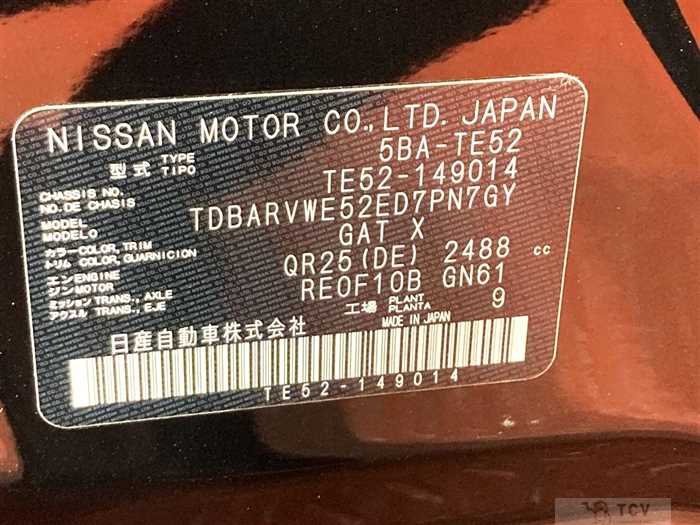 NISSAN MOTOR CO., LTD. JAPAN
型式 TYPE TIPO 5BA-TE52
CHASSIS NO. NO. DE CHASIS TE52-149014
MODEL MODELO TDBARVWE52ED7PN7GY
カラー COLOR, TRIM トリム COLOR, GUARNICION GAT X
エンジン ENGINE MOTOR QR25(DE) 2488 cc
ミッション TRANS., AXLE アクスル TRANS., EJE RE0F10B GN61
工場 PLANT PLANTA 9
日産自動車株式会社 MADE IN JAPAN
TE52-149014
TCV